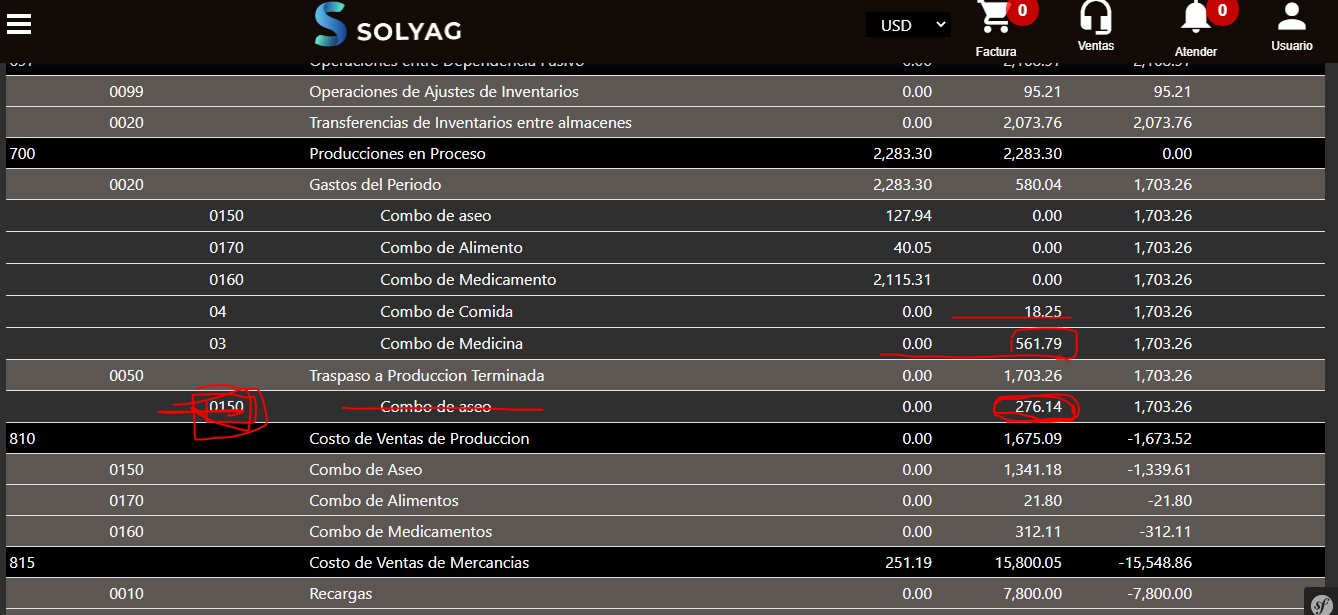 SOLYAG
USD
0
Factura
Ventas
0
Atender
Usuario
0099 Operaciones de Ajustes de Inventarios 0.00 95.21 95.21
0020 Transferencias de Inventarios entre almacenes 0.00 2,073.76 2,073.76
700 Producciones en Proceso 2,283.30 2,283.30 0.00
0020 Gastos del Periodo 2,283.30 580.04 1,703.26
0150 Combo de aseo 127.94 0.00 1,703.26
0170 Combo de Alimento 40.05 0.00 1,703.26
0160 Combo de Medicamento 2,115.31 0.00 1,703.26
04 Combo de Comida 0.00 18.25 1,703.26
03 Combo de Medicina 0.00 561.79 1,703.26
0050 Traspaso a Produccion Terminada 0.00 1,703.26 1,703.26
0150 Combo de aseo 0.00 276.14 1,703.26
810 Costo de Ventas de Produccion 0.00 1,675.09 -1,673.52
0150 Combo de Aseo 0.00 1,341.18 -1,339.61
0170 Combo de Alimentos 0.00 21.80 -21.80
0160 Combo de Medicamentos 0.00 312.11 -312.11
815 Costo de Ventas de Mercancias 251.19 15,800.05 -15,548.86
0010 Recargas 0.00 7,800.00 -7,800.00
sf